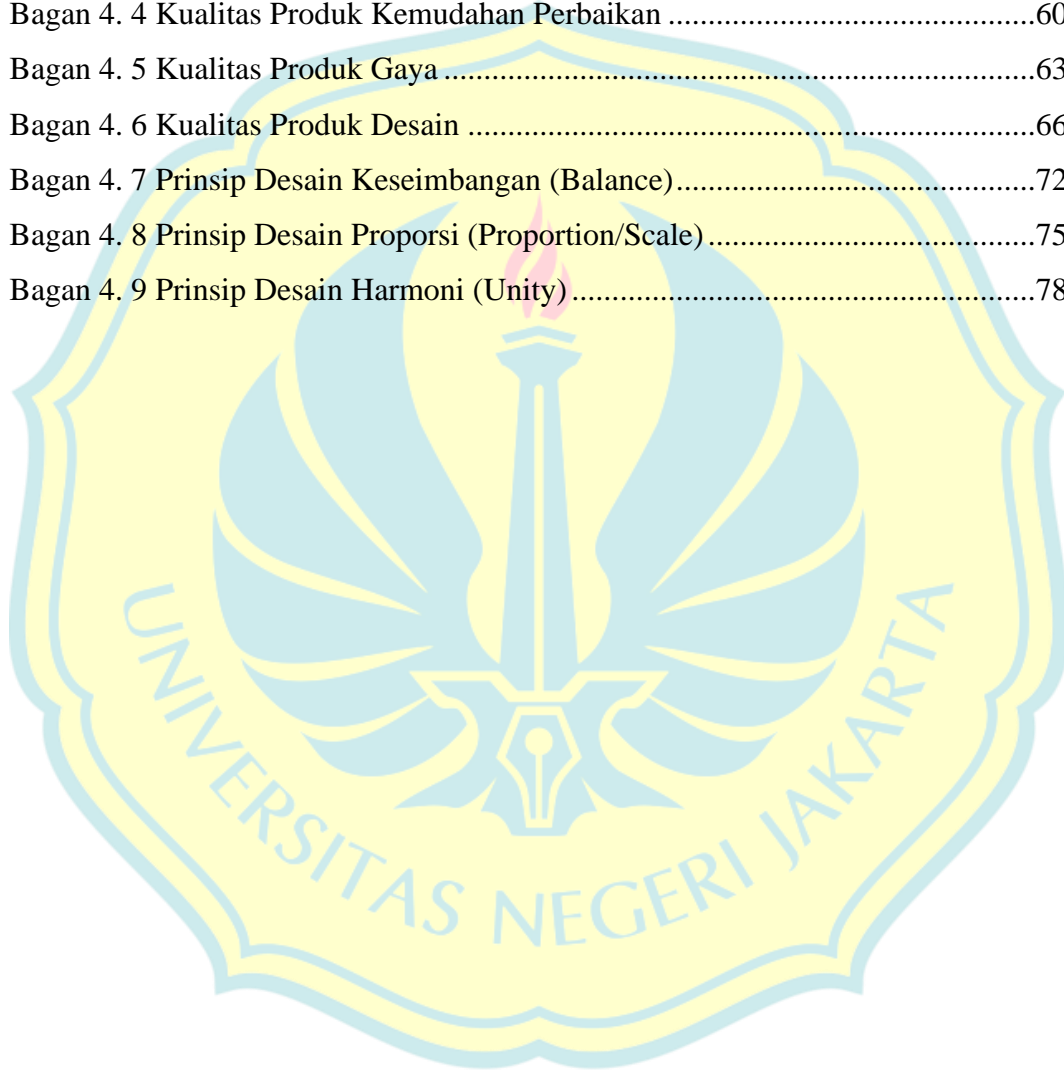 Bagan 4. 4 Kualitas Produk Kemudahan Perbaikan ..........................................60
Bagan 4. 5 Kualitas Produk Gaya ....................................................................63
Bagan 4. 6 Kualitas Produk Desain .................................................................66
Bagan 4. 7 Prinsip Desain Keseimbangan (Balance) .........................................72
Bagan 4. 8 Prinsip Desain Proporsi (Proportion/Scale) .....................................75
Bagan 4. 9 Prinsip Desain Harmoni (Unity) .....................................................78
UNIVERSITAS NEGERI JAKARTA